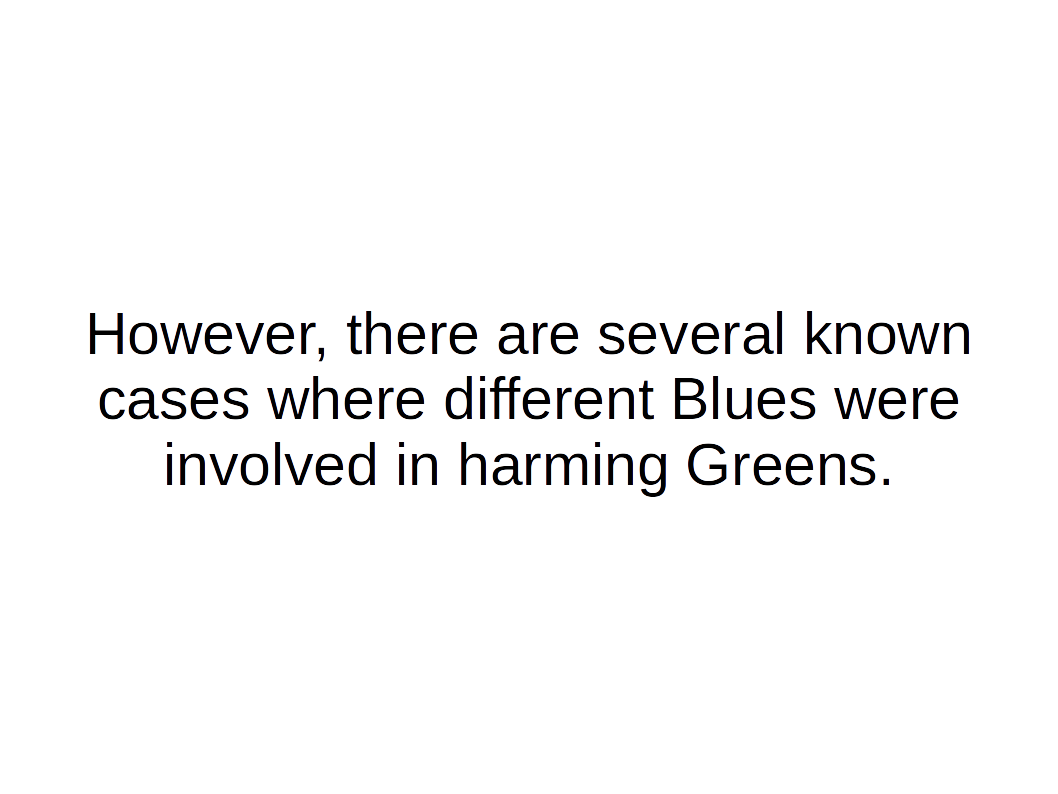 However, there are several known
cases where different Blues were
involved in harming Greens.